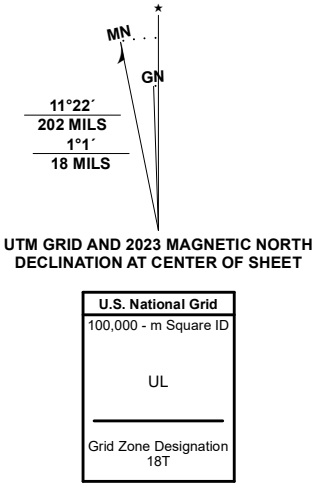 MN
GN
11°22´
202 MILS
1°1´
18 MILS
UTM GRID AND 2023 MAGNETIC NORTH
DECLINATION AT CENTER OF SHEET
U.S. National Grid
100,000 - m Square ID
UL
Grid Zone Designation
18T